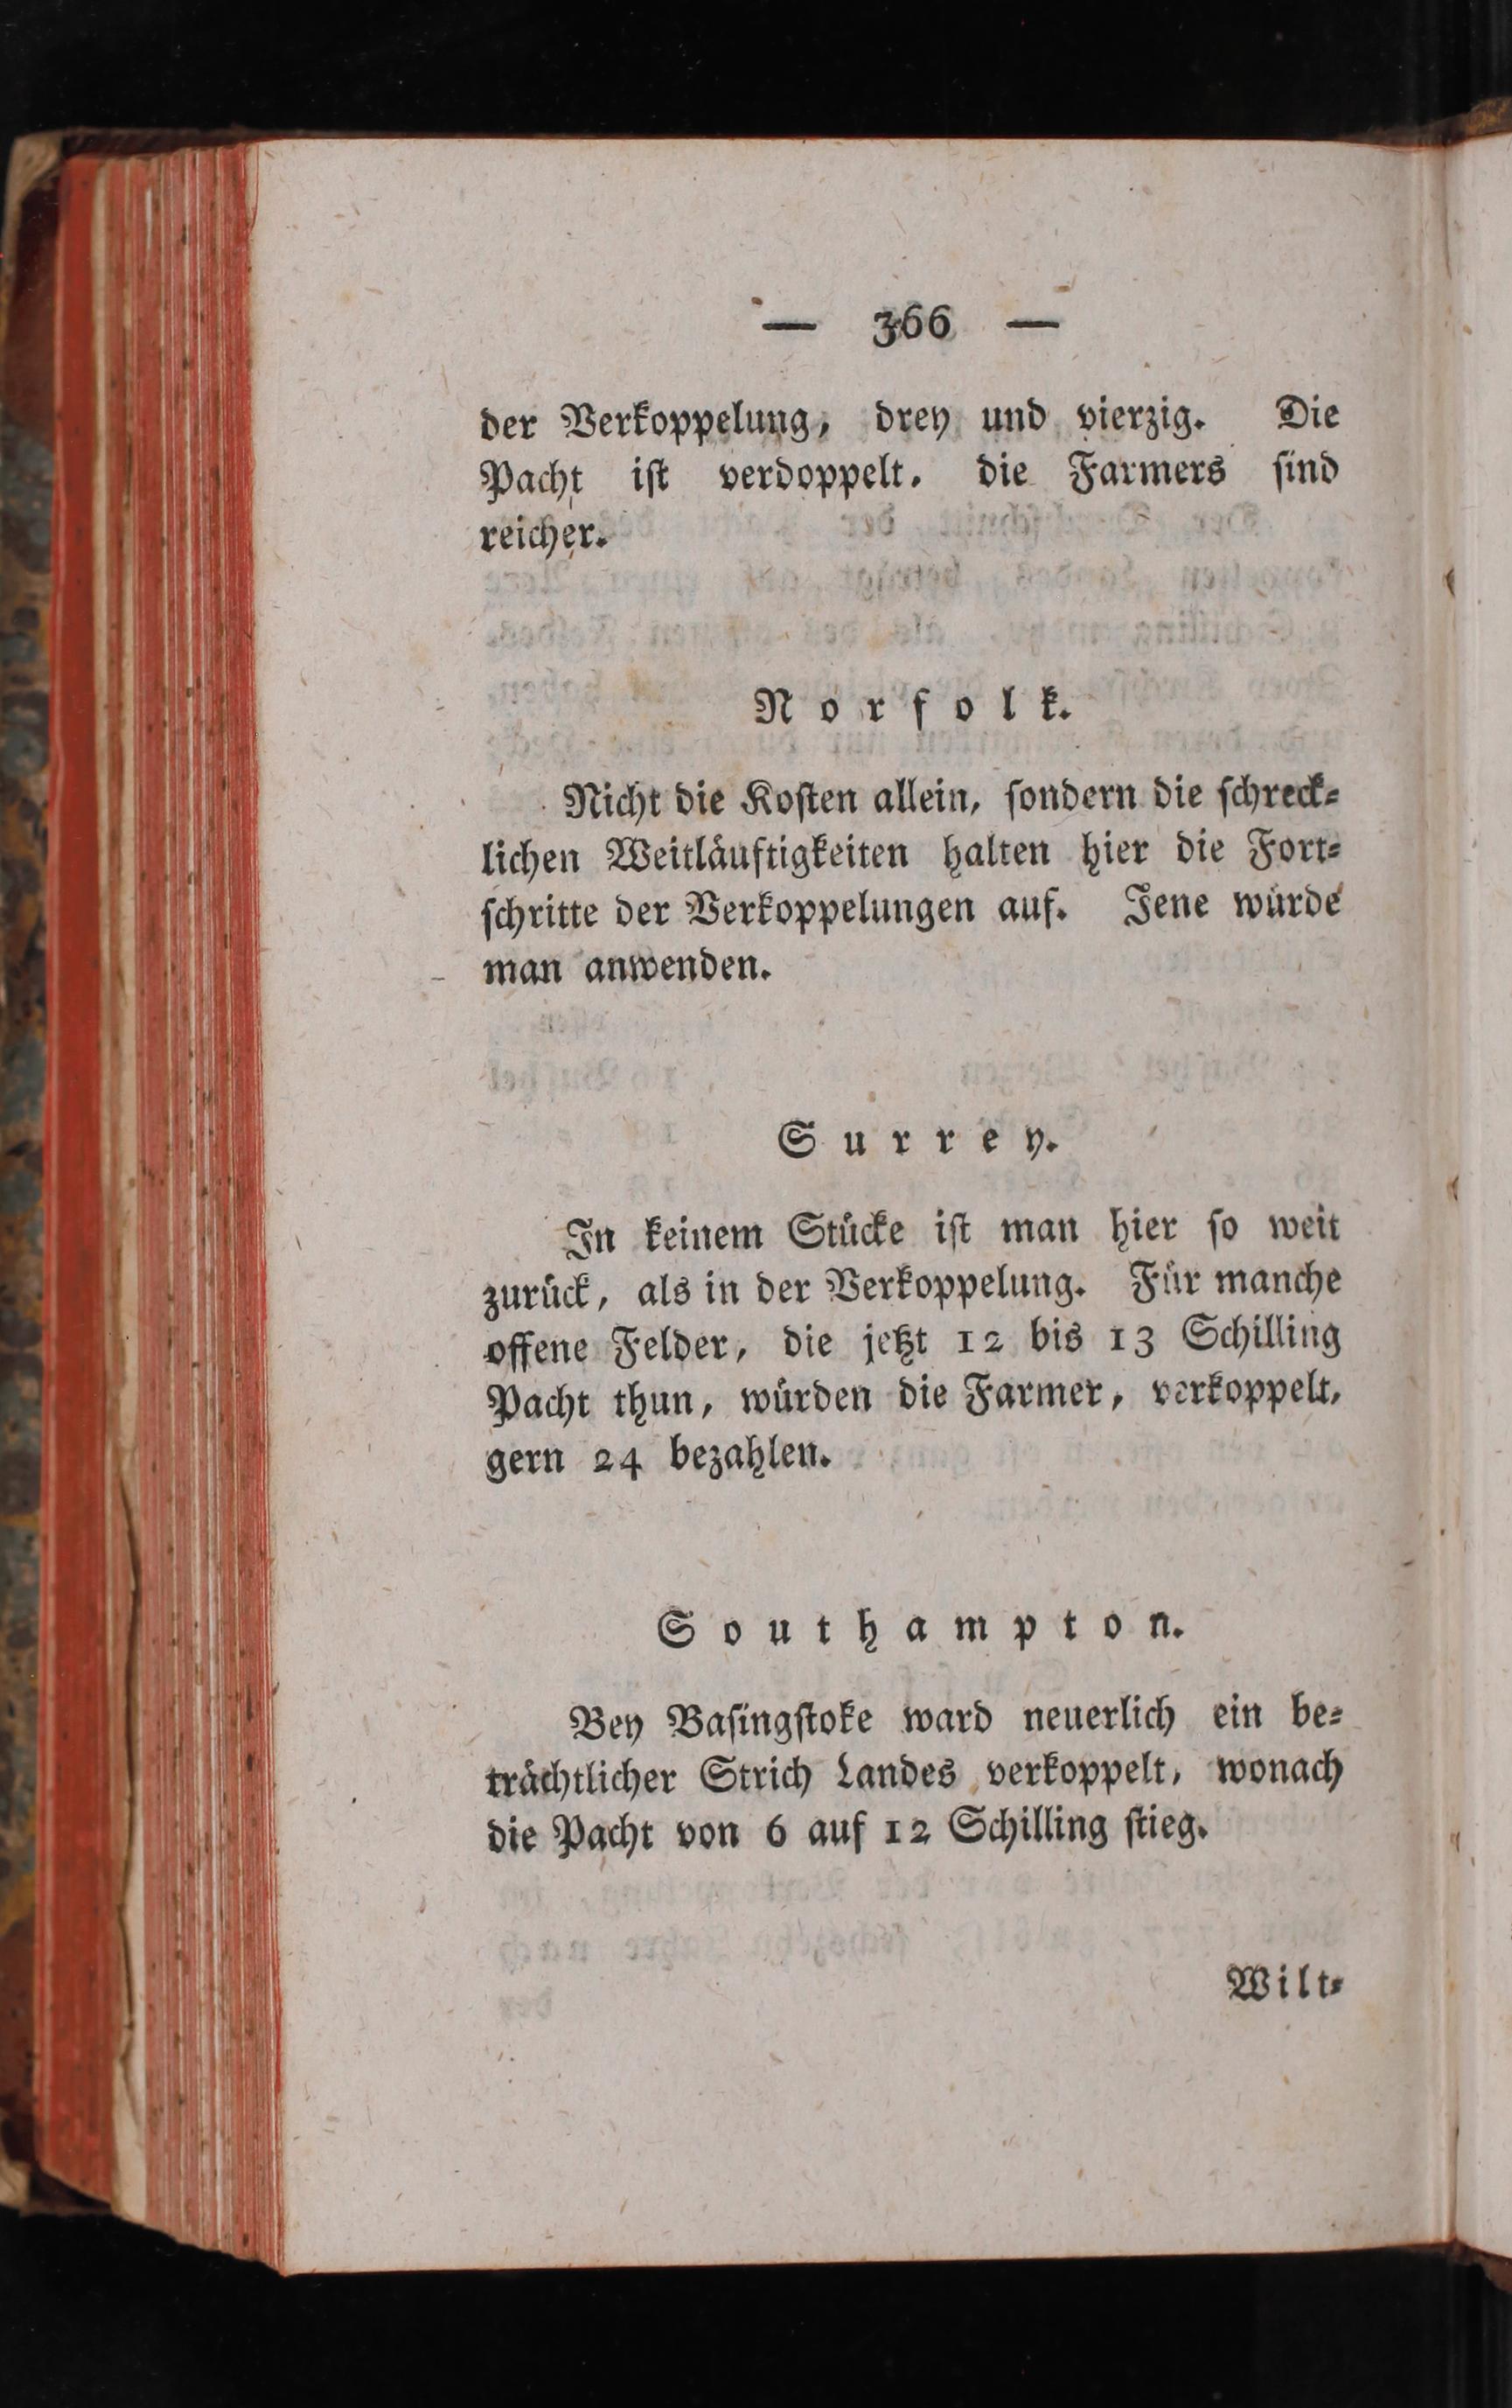 — 366 —
der Verkoppelung, drey und vierzig. Die
Pacht ist verdoppelt. die Farmers sind
reicher.
Norfolk.
Nicht die Kosten allein, sondern die schreck-
lichen Weitläuftigkeiten halten hier die Fort-
schritte der Verkoppelungen auf. Jene würde
man anwenden.
Surrey.
In keinem Stücke ist man hier so weit
zurück, als in der Verkoppelung. Für manche
offene Felder, die jetzt 12 bis 13 Schilling
Pacht thun, würden die Farmer, verkoppelt,
gern 24 bezahlen.
Southampton.
Bey Basingstoke ward neuerlich ein be-
trächtlicher Strich Landes verkoppelt, wonach
die Pacht von 6 auf 12 Schilling stieg.
Wilt-